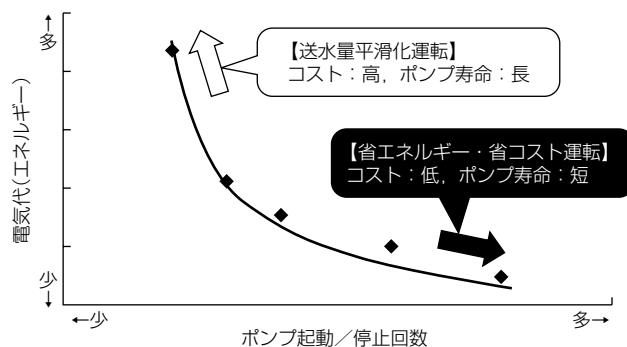 ↑
多
【送水量平滑化運転】
コスト：高，ポンプ寿命：長
【省エネルギー・省コスト運転】
コスト：低，ポンプ寿命：短
電気代（エネルギー）
少
↓
←少
多→
ポンプ起動／停止回数